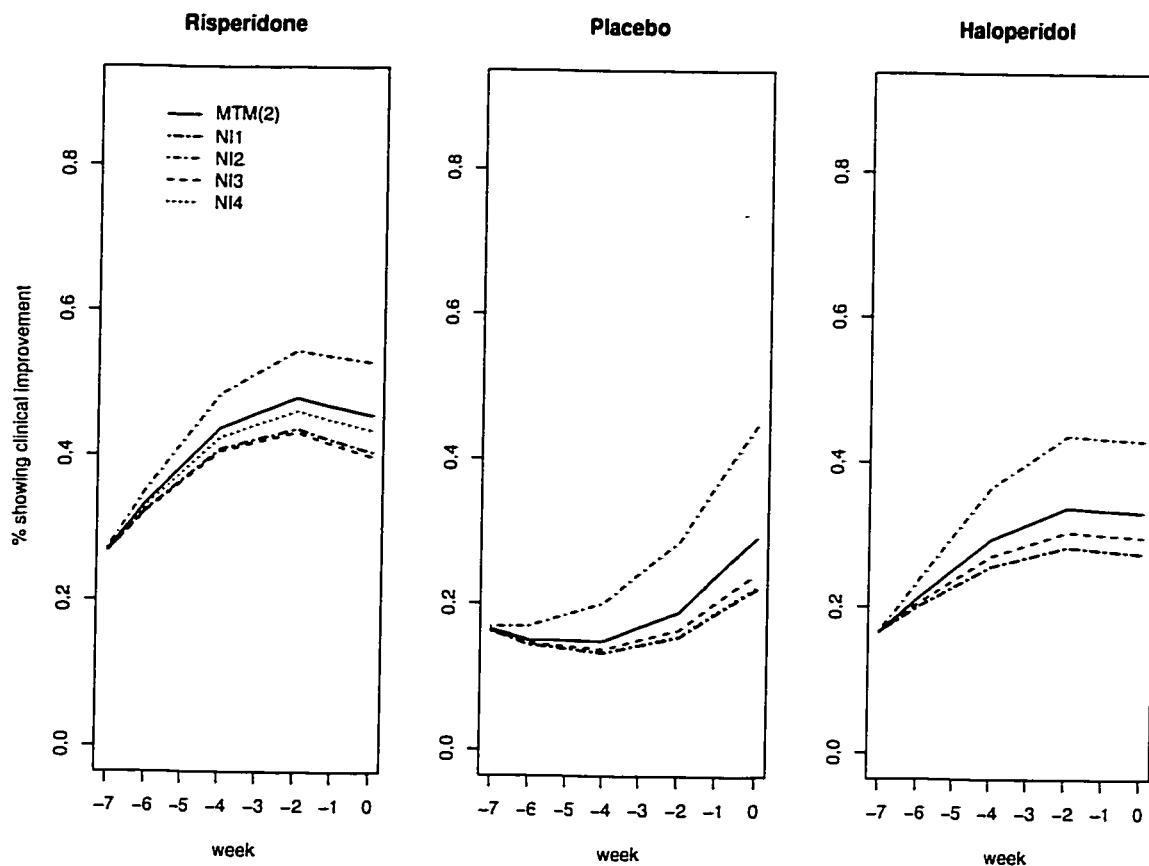 Risperidone
Placebo
Haloperidol
MTM(2)
NI1
NI2
NI3
NI4
% showing clinical improvement
0.8
0.6
0.4
0.2
0.0
0.8
0.6
0.4
0.2
0.0
0.8
0.6
0.4
0.2
0.0
-7 -6 -5 -4 -3 -2 -1 0
-7 -6 -5 -4 -3 -2 -1 0
-7 -6 -5 -4 -3 -2 -1 0
week
week
week